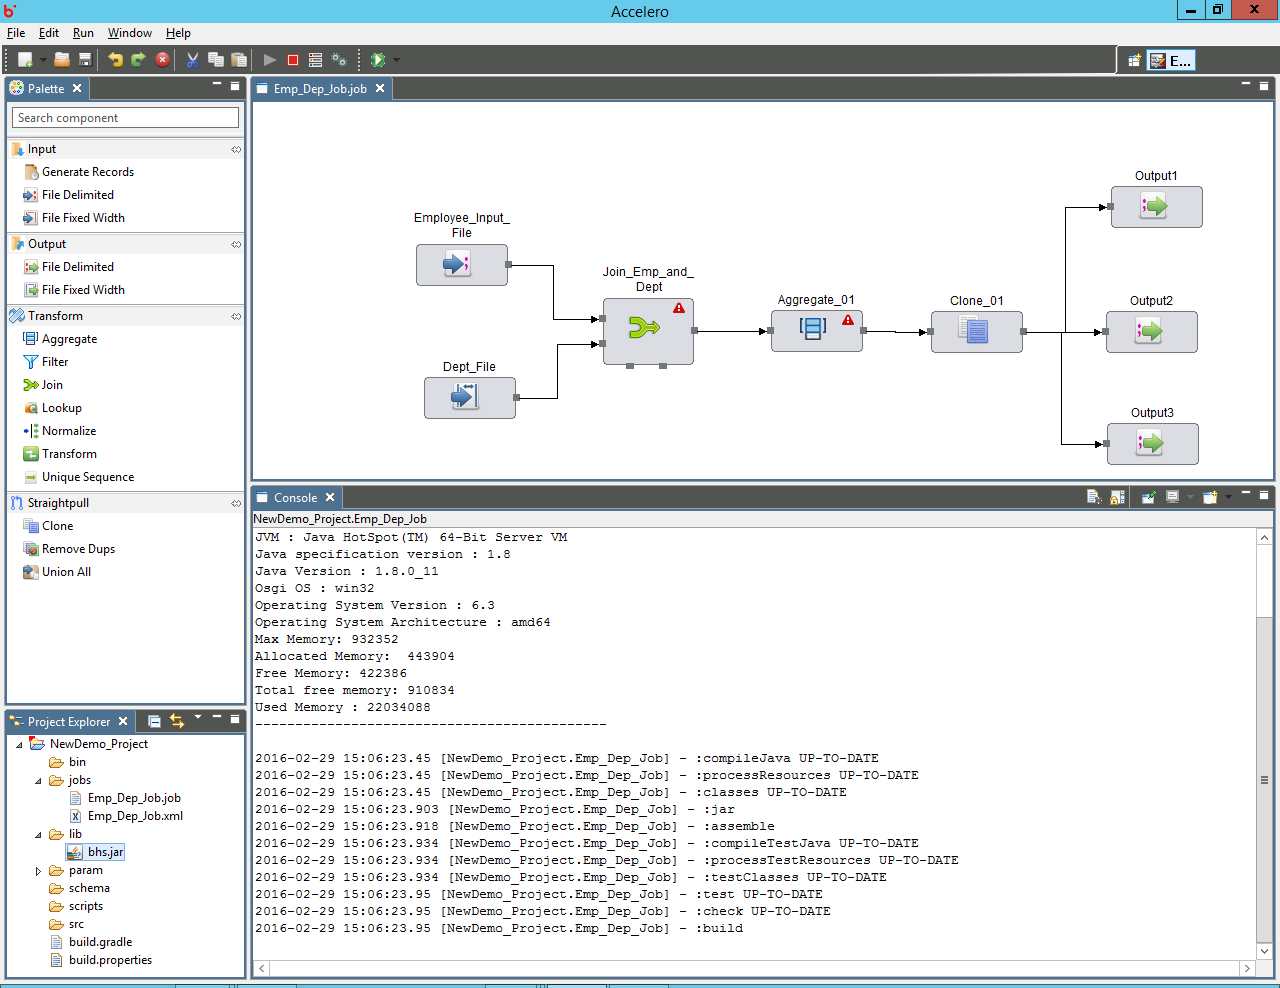 Accelero
File Edit Run Window Help
E...
Palette
Search component
Input
Generate Records
File Delimited
File Fixed Width
Output
File Delimited
File Fixed Width
Transform
Aggregate
Filter
Join
Lookup
Normalize
Transform
Unique Sequence
Straightpull
Clone
Remove Dups
Union All
Project Explorer
NewDemo_Project
bin
jobs
Emp_Dep_Job.job
Emp_Dep_Job.xml
lib
bhs.jar
param
schema
scripts
src
build.gradle
build.properties
Emp_Dep_Job.job
Employee_Input_
File
Dept_File
Join_Emp_and_
Dept
Aggregate_01
Clone_01
Output1
Output2
Output3
Console
NewDemo_Project.Emp_Dep_Job
JVM : Java HotSpot(TM) 64-Bit Server VM
Java specification version : 1.8
Java Version : 1.8.0_11
Osgi OS : win32
Operating System Version : 6.3
Operating System Architecture : amd64
Max Memory: 932352
Allocated Memory:  443904
Free Memory: 422386
Total free memory: 910834
Used Memory : 22034088
--------------------------------------------
2016-02-29 15:06:23.45 [NewDemo_Project.Emp_Dep_Job] - :compileJava UP-TO-DATE
2016-02-29 15:06:23.45 [NewDemo_Project.Emp_Dep_Job] - :processResources UP-TO-DATE
2016-02-29 15:06:23.45 [NewDemo_Project.Emp_Dep_Job] - :classes UP-TO-DATE
2016-02-29 15:06:23.903 [NewDemo_Project.Emp_Dep_Job] - :jar
2016-02-29 15:06:23.918 [NewDemo_Project.Emp_Dep_Job] - :assemble
2016-02-29 15:06:23.934 [NewDemo_Project.Emp_Dep_Job] - :compileTestJava UP-TO-DATE
2016-02-29 15:06:23.934 [NewDemo_Project.Emp_Dep_Job] - :processTestResources UP-TO-DATE
2016-02-29 15:06:23.934 [NewDemo_Project.Emp_Dep_Job] - :testClasses UP-TO-DATE
2016-02-29 15:06:23.95 [NewDemo_Project.Emp_Dep_Job] - :test UP-TO-DATE
2016-02-29 15:06:23.95 [NewDemo_Project.Emp_Dep_Job] - :check UP-TO-DATE
2016-02-29 15:06:23.95 [NewDemo_Project.Emp_Dep_Job] - :build